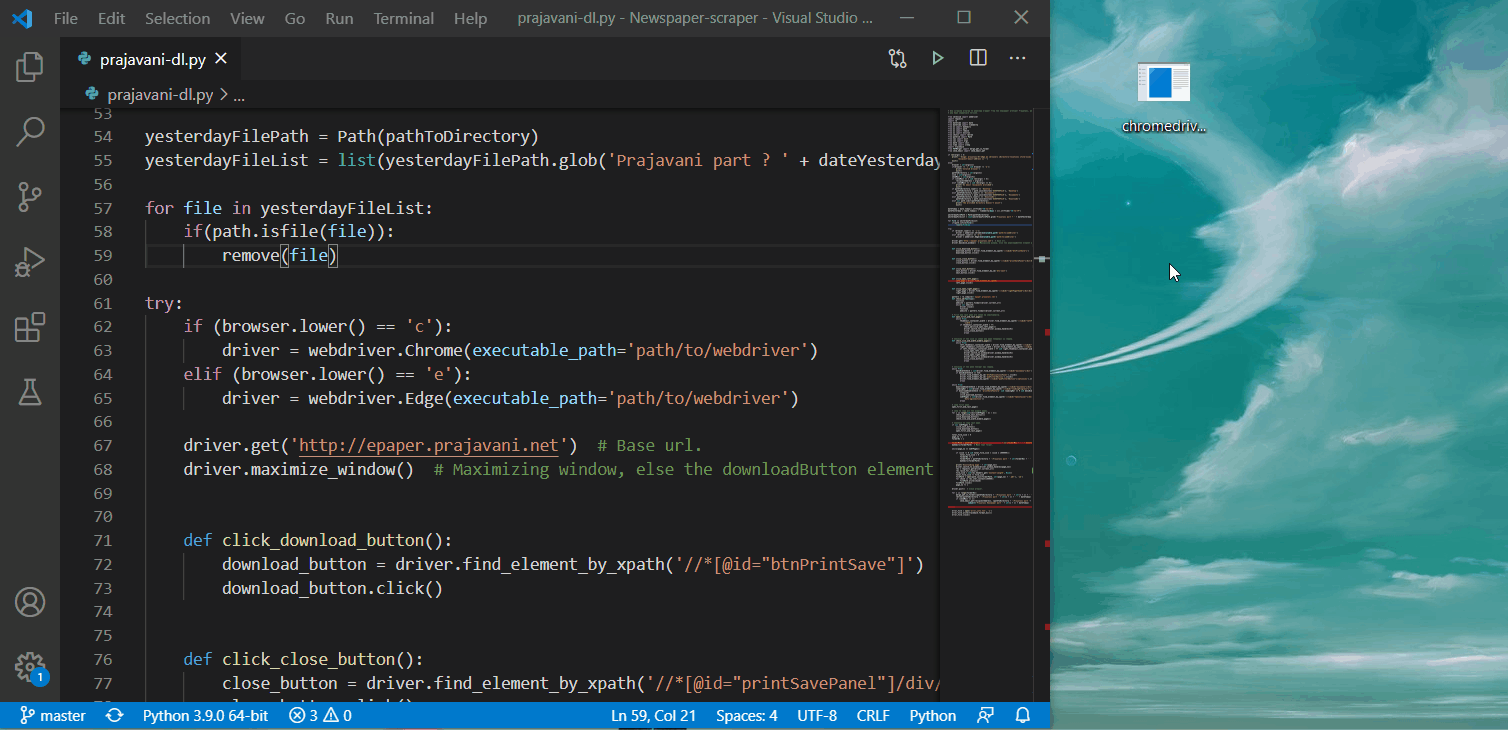 File Edit Selection View Go Run Terminal Help prajavani-dl.py - Newspaper-scraper - Visual Studio ...
prajavani-dl.py
prajavani-dl.py > ...
53
54 yesterdayFilePath = Path(pathToDirectory)
55 yesterdayFileList = list(yesterdayFilePath.glob('Prajavani part ? ' + dateYesterday
56
57 for file in yesterdayFileList:
58 if(path.isfile(file)):
59 remove(file)
60
61 try:
62 if (browser.lower() == 'c'):
63 driver = webdriver.Chrome(executable_path='path/to/webdriver')
64 elif (browser.lower() == 'e'):
65 driver = webdriver.Edge(executable_path='path/to/webdriver')
66
67 driver.get('http://epaper.prajavani.net')  # Base url.
68 driver.maximize_window()  # Maximizing window, else the downloadButton element
69
70
71 def click_download_button():
72 download_button = driver.find_element_by_xpath('//*[@id="btnPrintSave"]')
73 download_button.click()
74
75
76 def click_close_button():
77 close_button = driver.find_element_by_xpath('//*[@id="printSavePanel"]/div/
1
master Python 3.9.0 64-bit 3 0 Ln 59, Col 21 Spaces: 4 UTF-8 CRLF Python
chromedriv...